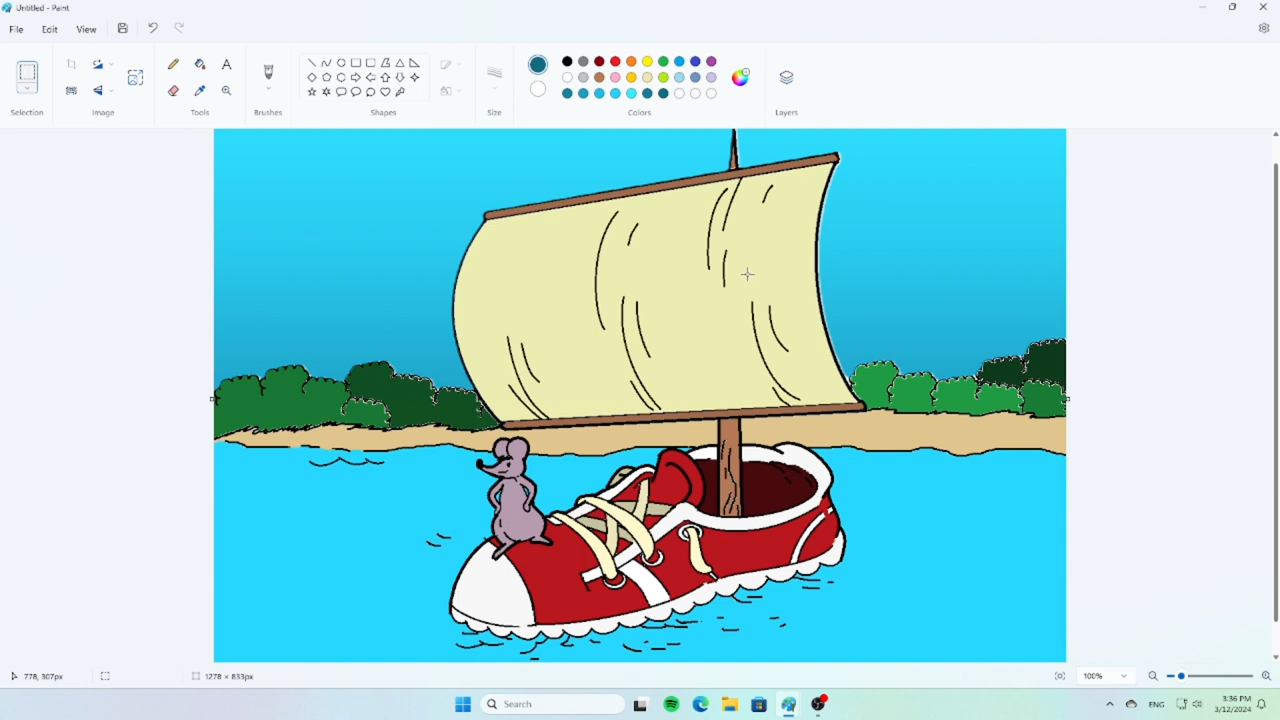 Untitled - Paint
File Edit View
Selection Image Tools Brushes Shapes Size Colors Layers
778, 307px 1278 × 833px 100%
Search ENG 3:36 PM
3/12/2024